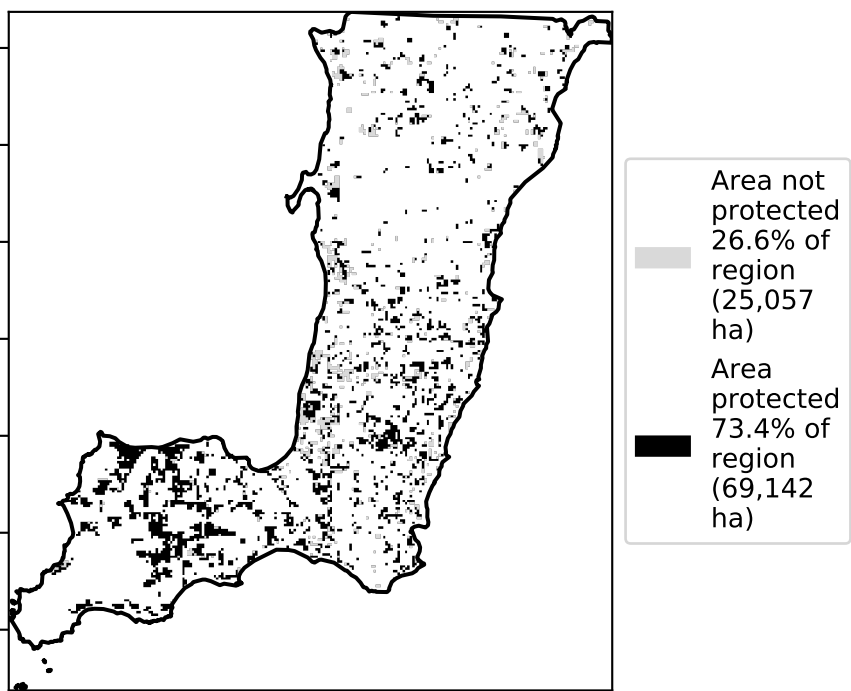 Area not
protected
26.6% of
region
(25,057
ha)
Area
protected
73.4% of
region
(69,142
ha)